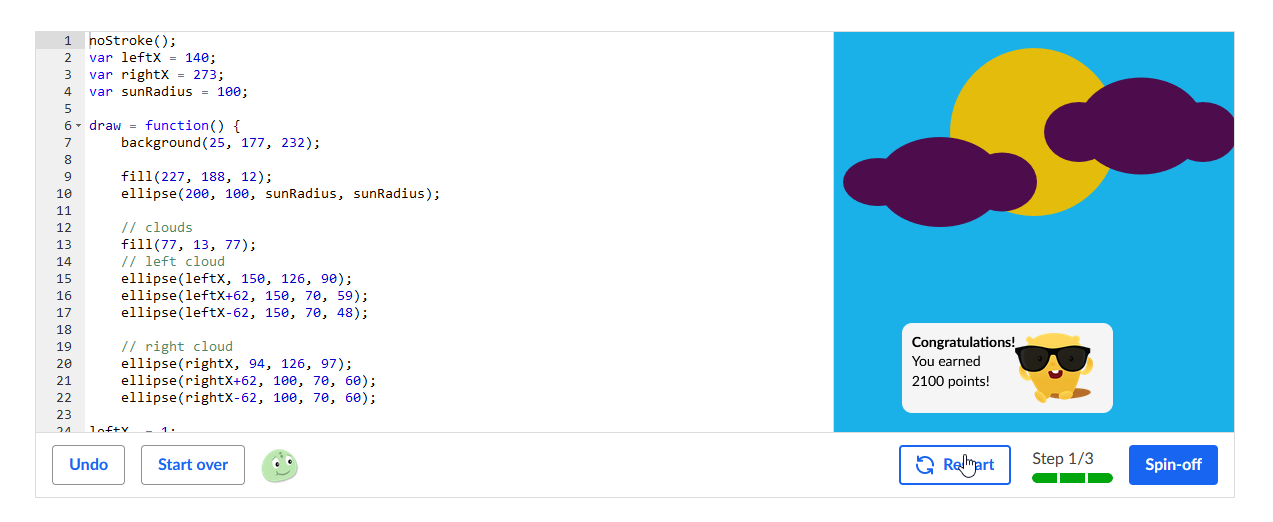 1 noStroke();
2 var leftX = 140;
3 var rightX = 273;
4 var sunRadius = 100;
5
6 draw = function() {
7 background(25, 177, 232);
8
9 fill(227, 188, 12);
10 ellipse(200, 100, sunRadius, sunRadius);
11
12 // clouds
13 fill(77, 13, 77);
14 // left cloud
15 ellipse(leftX, 150, 126, 90);
16 ellipse(leftX+62, 150, 70, 59);
17 ellipse(leftX-62, 150, 70, 48);
18
19 // right cloud
20 ellipse(rightX, 94, 126, 97);
21 ellipse(rightX+62, 100, 70, 60);
22 ellipse(rightX-62, 100, 70, 60);
23
24 leftX
Congratulations!
You earned
2100 points!
Undo
Start over
Restart
Step 1/3
Spin-off